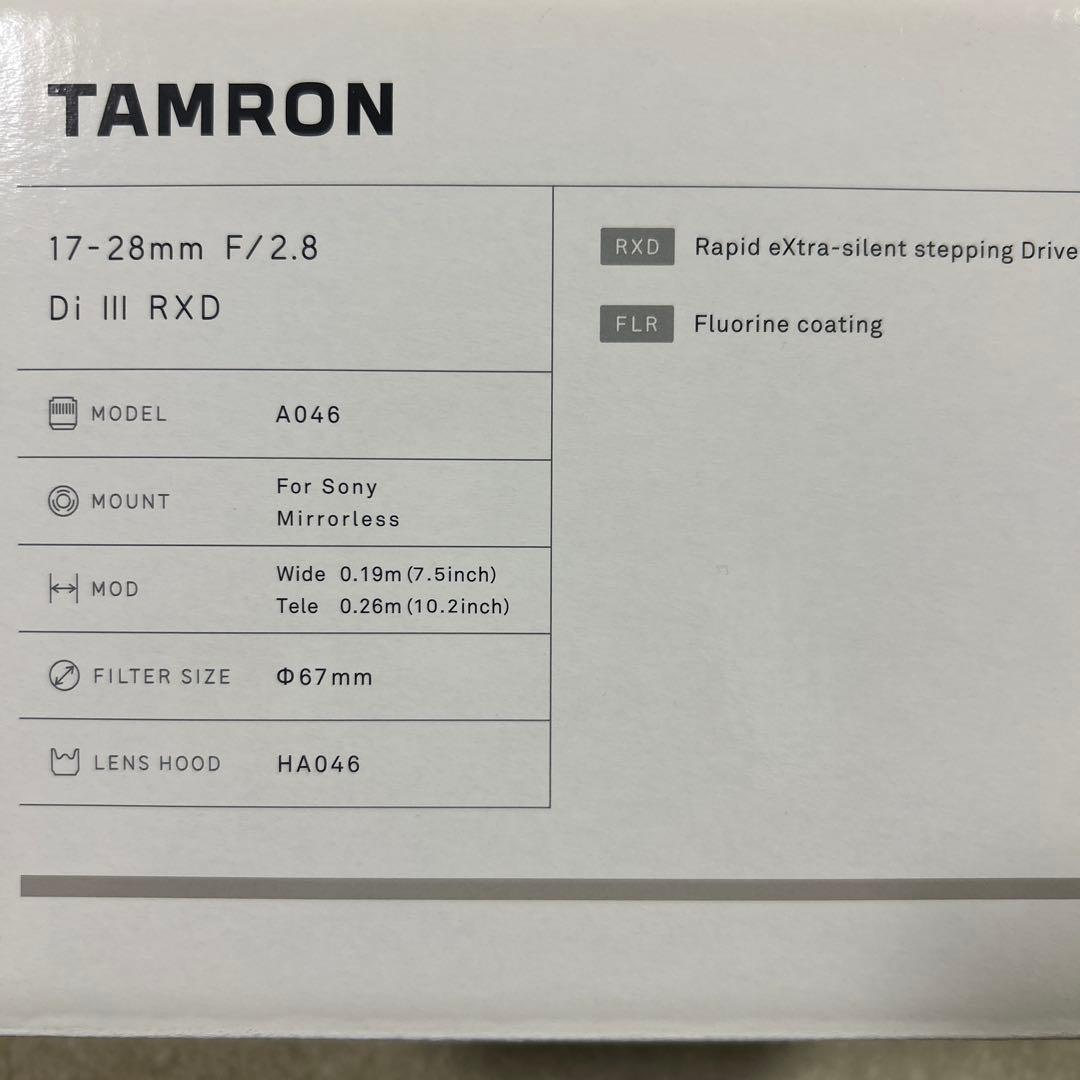 TAMRON
17-28mm F/2.8
Di III RXD
MODEL A046
MOUNT For Sony
Mirrorless
MOD Wide 0.19m (7.5inch)
Tele 0.26m (10.2inch)
FILTER SIZE Φ67mm
LENS HOOD HA046
RXD Rapid eXtra-silent stepping Drive
FLR Fluorine coating